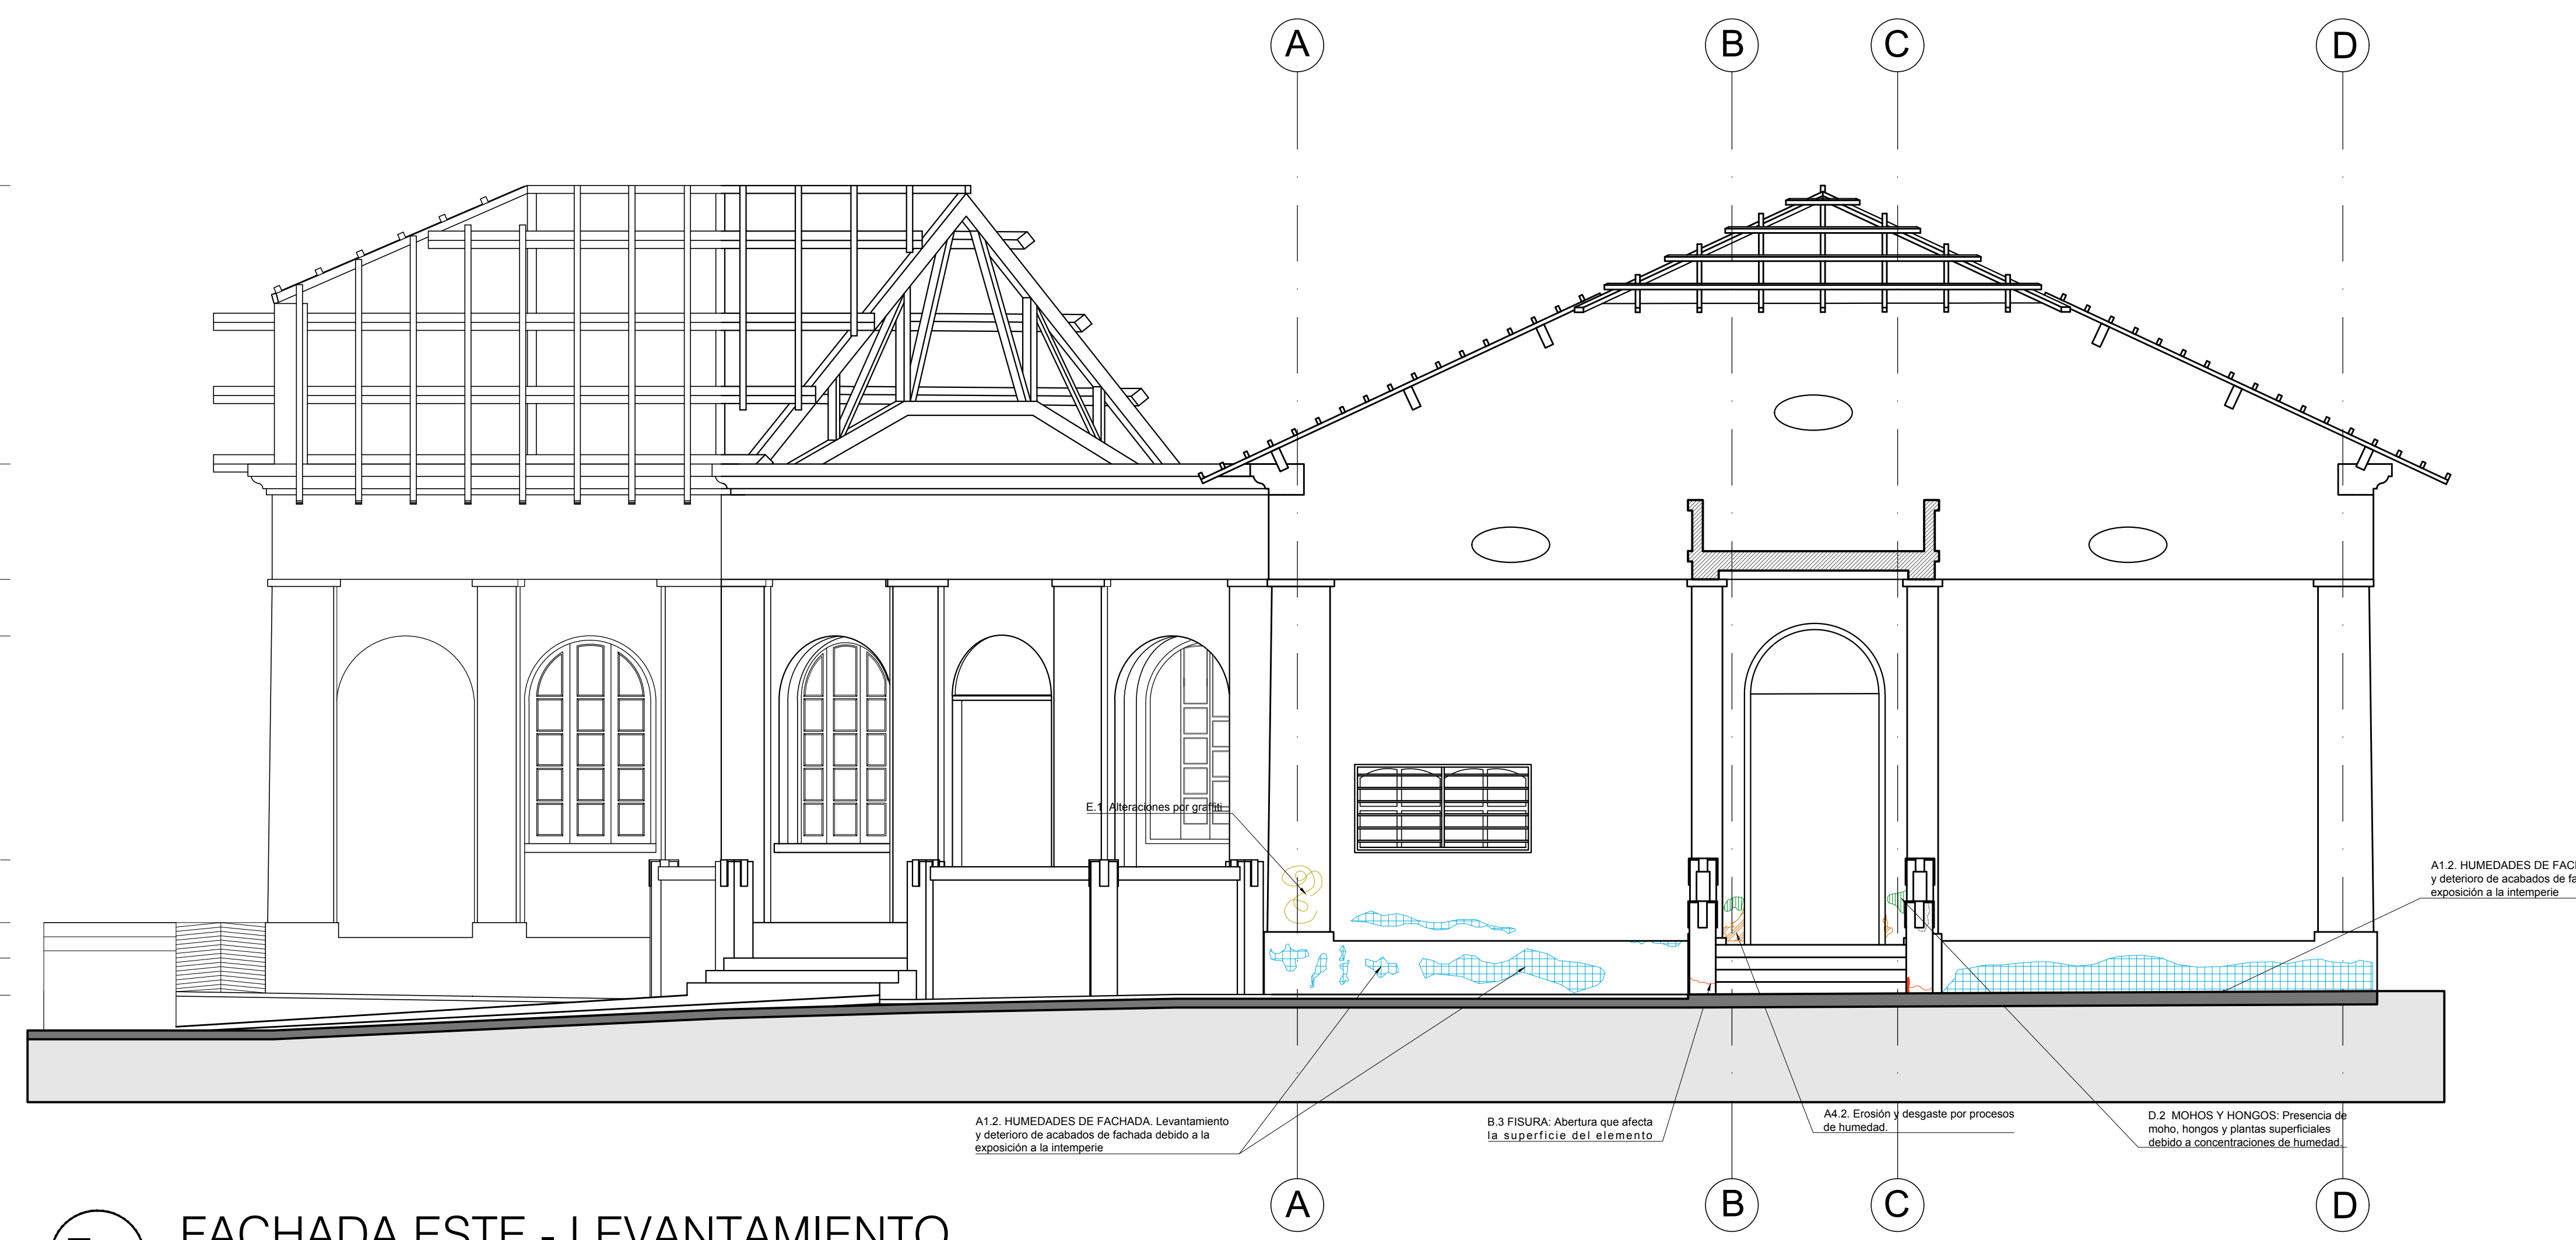 A
B
C
D
E.1 Alteraciones por graffiti
A1.2. HUMEDADES DE FAC
y deterioro de acabados de fa
exposición a la intemperie
A1.2. HUMEDADES DE FACHADA. Levantamiento
y deterioro de acabados de fachada debido a la
exposición a la intemperie
B.3 FISURA: Abertura que afecta
la superficie del elemento
A4.2. Erosión y desgaste por procesos
de humedad.
D.2 MOHOS Y HONGOS: Presencia de
moho, hongos y plantas superficiales
debido a concentraciones de humedad.
A
B
C
D
FACHADA ESTE - LEVANTAMIENTO